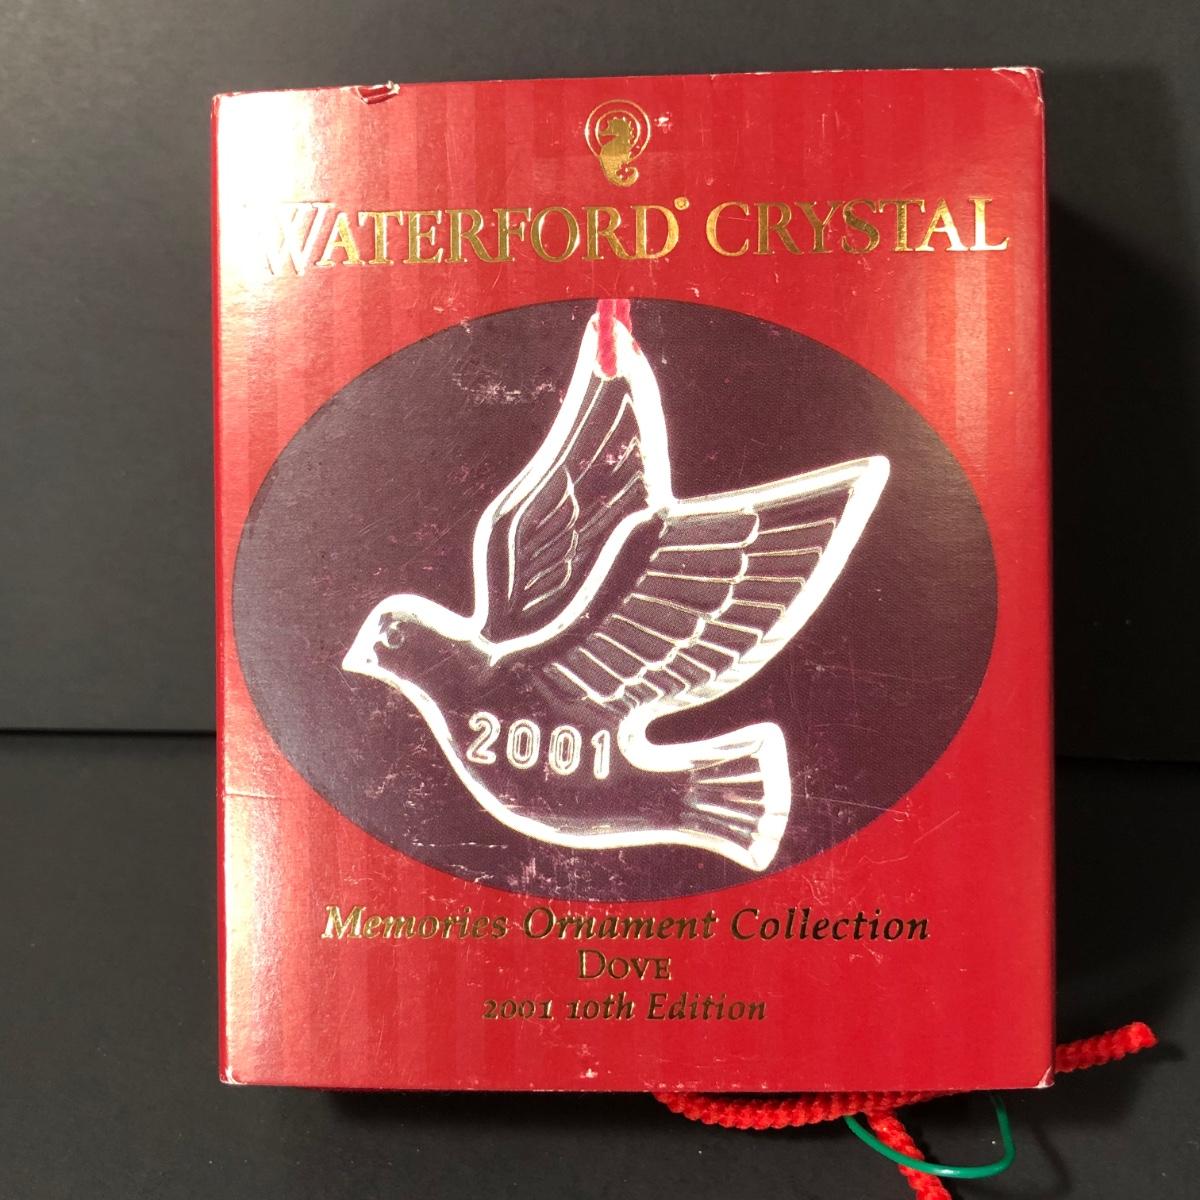 WATERFORD® CRYSTAL
2001
Memories Ornament Collection
DOVE
2001 10th Edition